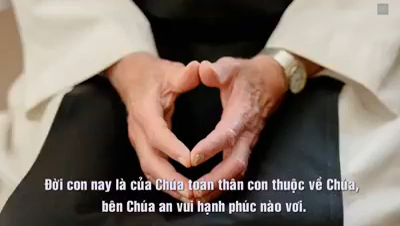 Đời con nay là của Chúa toàn thân con thuộc về Chúa,
bên Chúa an vui hạnh phúc nào vơi.